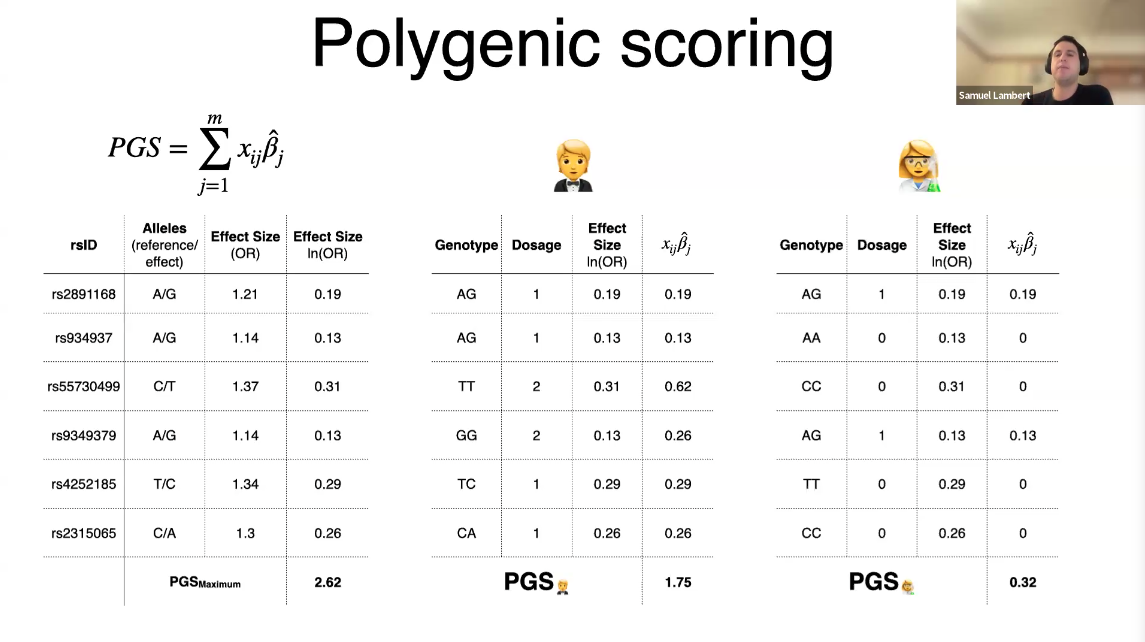 Polygenic scoring
Samuel Lambert
PGS = \sum_{j=1}^{m} x_{ij}\hat{\beta}_j
rsID Alleles (reference/effect) Effect Size (OR) Effect Size ln(OR)
rs2891168 A/G 1.21 0.19
rs934937 A/G 1.14 0.13
rs55730499 C/T 1.37 0.31
rs9349379 A/G 1.14 0.13
rs4252185 T/C 1.34 0.29
rs2315065 C/A 1.3 0.26
PGSMaximum 2.62
Genotype Dosage Effect Size ln(OR) x_{ij}\hat{\beta}_j
AG 1 0.19 0.19
AG 1 0.13 0.13
TT 2 0.31 0.62
GG 2 0.13 0.26
TC 1 0.29 0.29
CA 1 0.26 0.26
PGS 1.75
Genotype Dosage Effect Size ln(OR) x_{ij}\hat{\beta}_j
AG 1 0.19 0.19
AA 0 0.13 0
CC 0 0.31 0
AG 1 0.13 0.13
TT 0 0.29 0
CC 0 0.26 0
PGS 0.32